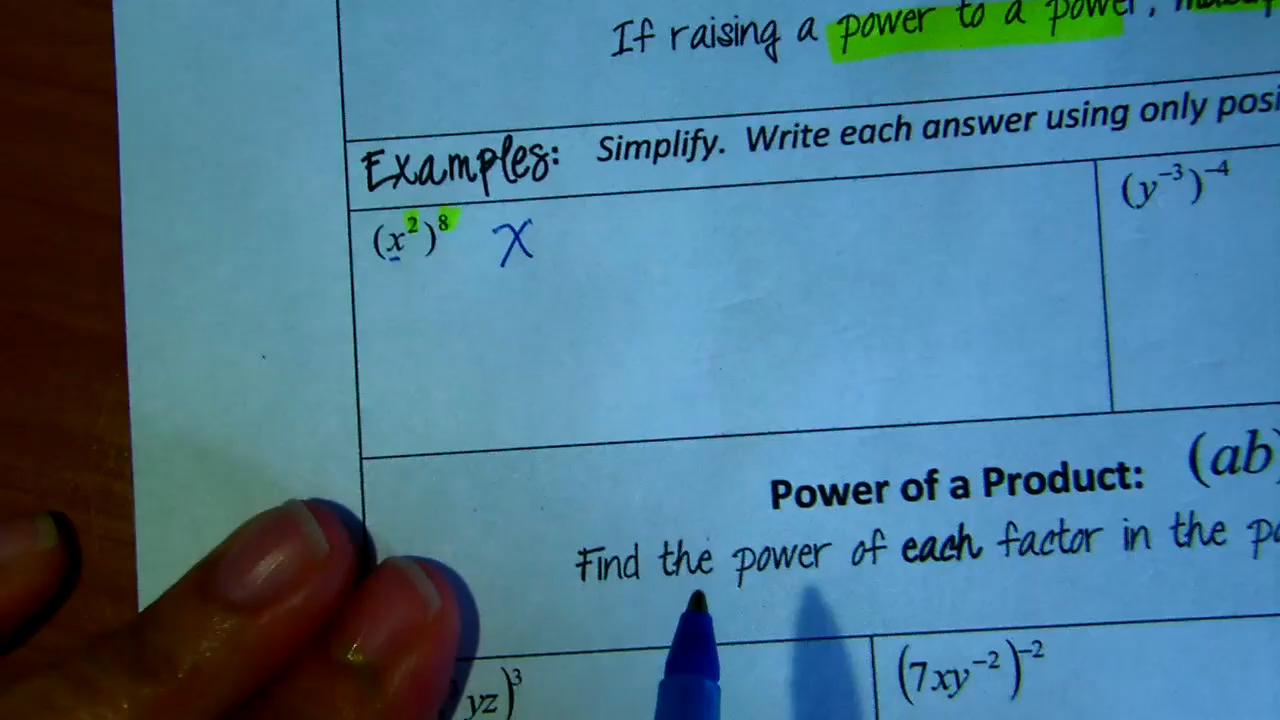 If raising a power to a power,
Examples: Simplify. Write each answer using only
(x²)⁸ X
(y⁻³)⁻⁴
Power of a Product: (ab)
Find the power of each factor in the
yz)³
(7xy⁻²)⁻²